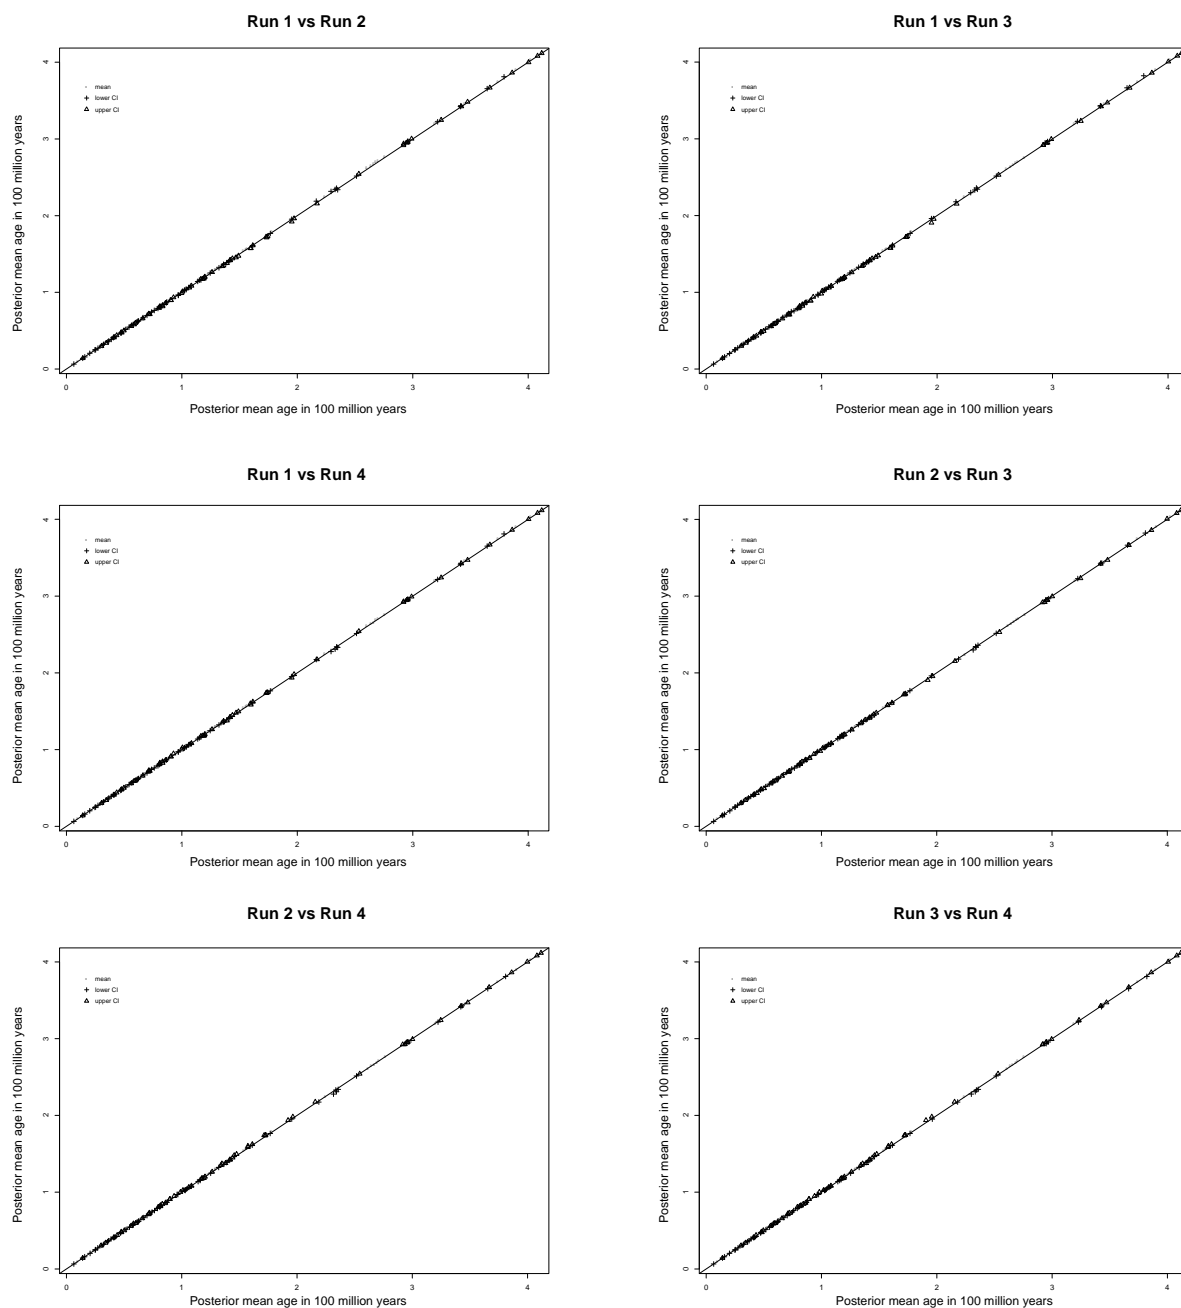 Run 1 vs Run 2
Posterior mean age in 100 million years
4
3
2
1
0
mean
lower CI
upper CI
0 1 2 3 4
Posterior mean age in 100 million years
Run 1 vs Run 3
Posterior mean age in 100 million years
4
3
2
1
0
mean
lower CI
upper CI
0 1 2 3 4
Posterior mean age in 100 million years
Run 1 vs Run 4
Posterior mean age in 100 million years
4
3
2
1
0
mean
lower CI
upper CI
0 1 2 3 4
Posterior mean age in 100 million years
Run 2 vs Run 3
Posterior mean age in 100 million years
4
3
2
1
0
mean
lower CI
upper CI
0 1 2 3 4
Posterior mean age in 100 million years
Run 2 vs Run 4
Posterior mean age in 100 million years
4
3
2
1
0
mean
lower CI
upper CI
0 1 2 3 4
Posterior mean age in 100 million years
Run 3 vs Run 4
Posterior mean age in 100 million years
4
3
2
1
0
mean
lower CI
upper CI
0 1 2 3 4
Posterior mean age in 100 million years